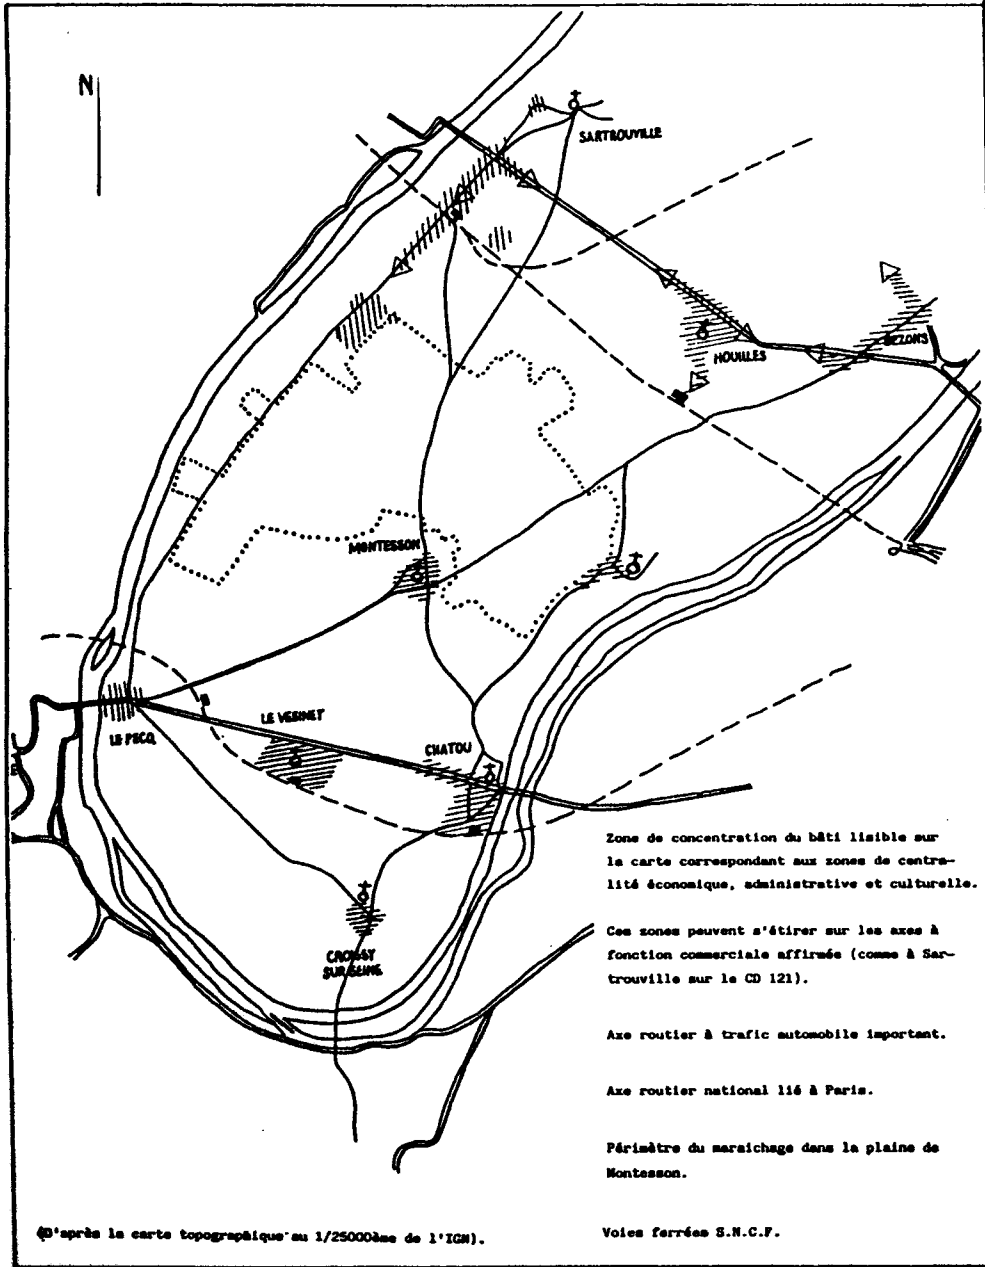 N
SARTROUVILLE
HOUILLES
BEZONS
MONTESSON
LE PECQ
LE VESINET
CHATOU
CROISSY
SUR SEINE
Zone de concentration du bâti lisible sur
la carte correspondant aux zones de centra-
lité économique, administrative et culturelle.
Ces zones peuvent s'étirer sur les axes à
fonction commerciale affirmée (comme à Sar-
trouville sur le CD 121).
Axe routier à trafic automobile important.
Axe routier national lié à Paris.
Périmètre du maraichage dans la plaine de
Montesson.
Voies ferrées S.N.C.F.
(D'après la carte topographique au 1/25000ème de l'IGN).